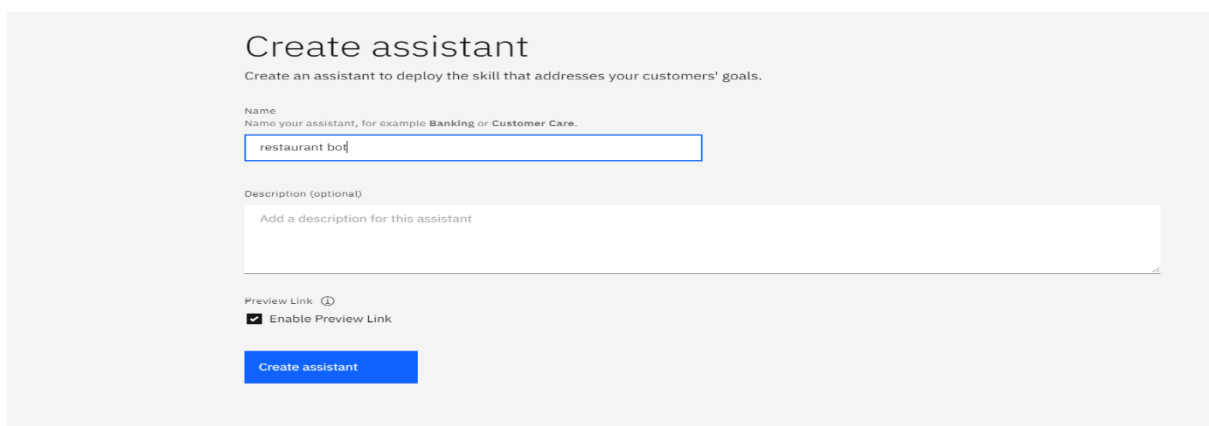 Create assistant
Create an assistant to deploy the skill that addresses your customers' goals.
Name
Name your assistant, for example Banking or Customer Care.
restaurant bot
Description (optional)
Add a description for this assistant
Preview Link
Enable Preview Link
Create assistant